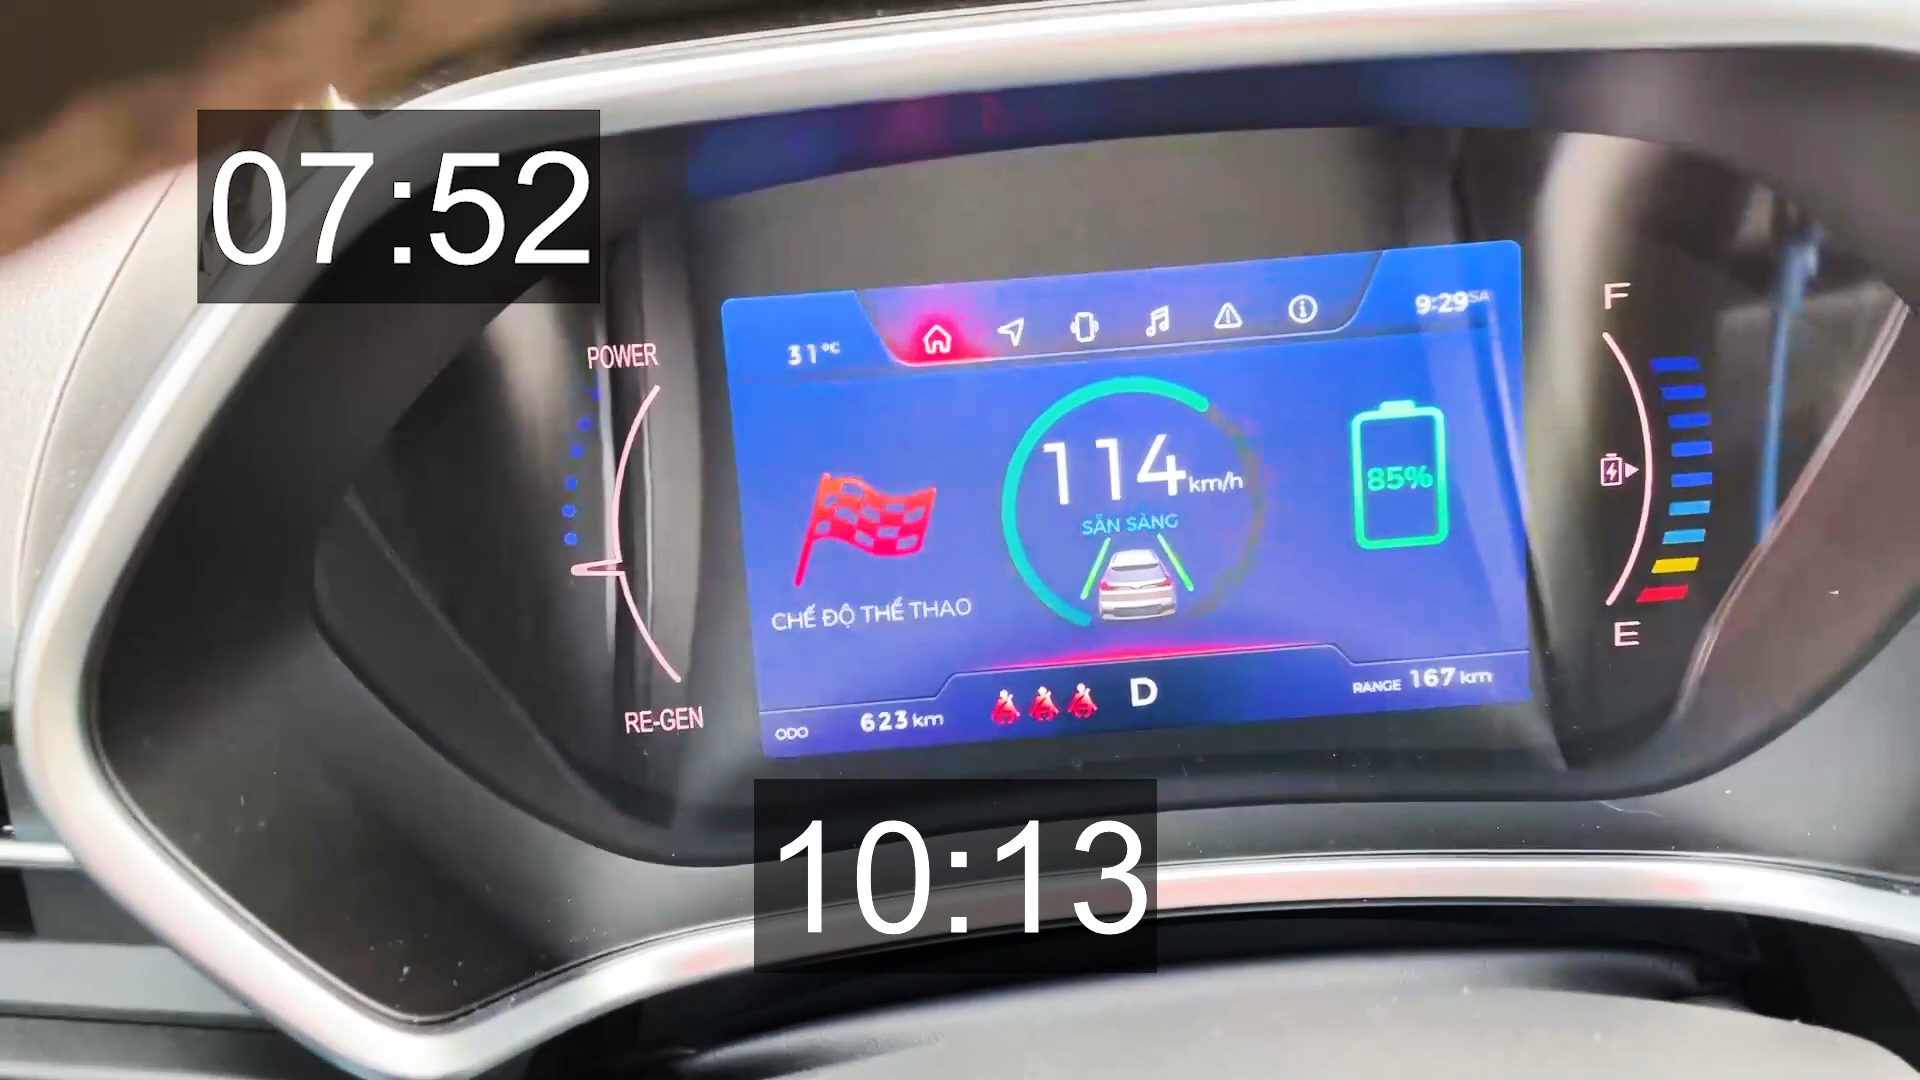 07:52
POWER
31°C
9:29SA
F
114km/h
85%
SẴN SÀNG
CHẾ ĐỘ THỂ THAO
E
D
RANGE 167 km
ODO 623 km
RE-GEN
10:13